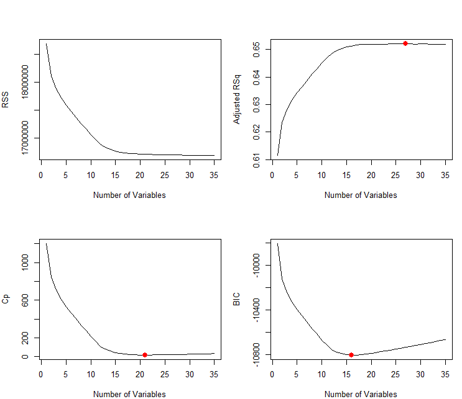 RSS
17000000 18000000
0 5 10 15 20 25 30 35
Number of Variables
Adjusted RSq
0.61 0.62 0.63 0.64 0.65
0 5 10 15 20 25 30 35
Number of Variables
Cp
0 200 600 1000
0 5 10 15 20 25 30 35
Number of Variables
BIC
-10800 -10400 -10000
0 5 10 15 20 25 30 35
Number of Variables